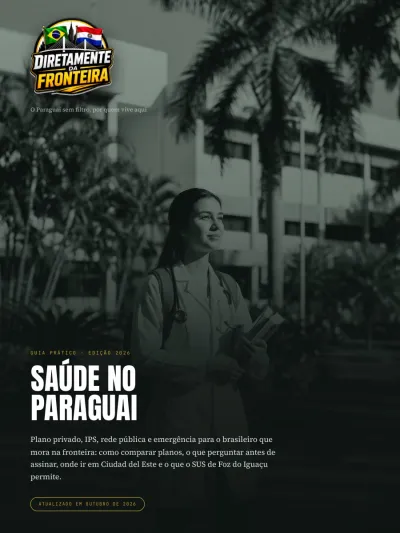 DIRETAMENTE
DA
FRONTEIRA
O Paraguai sem filtro, por quem vive aqui
GUIA PRÁTICO · EDIÇÃO 2026
SAÚDE NO
PARAGUAI
Plano privado, IPS, rede pública e emergência para o brasileiro que
mora na fronteira: como comparar planos, o que perguntar antes de
assinar, onde ir em Ciudad del Este e o que o SUS de Foz do Iguaçu
permite.
ATUALIZADO EM OUTUBRO DE 2026